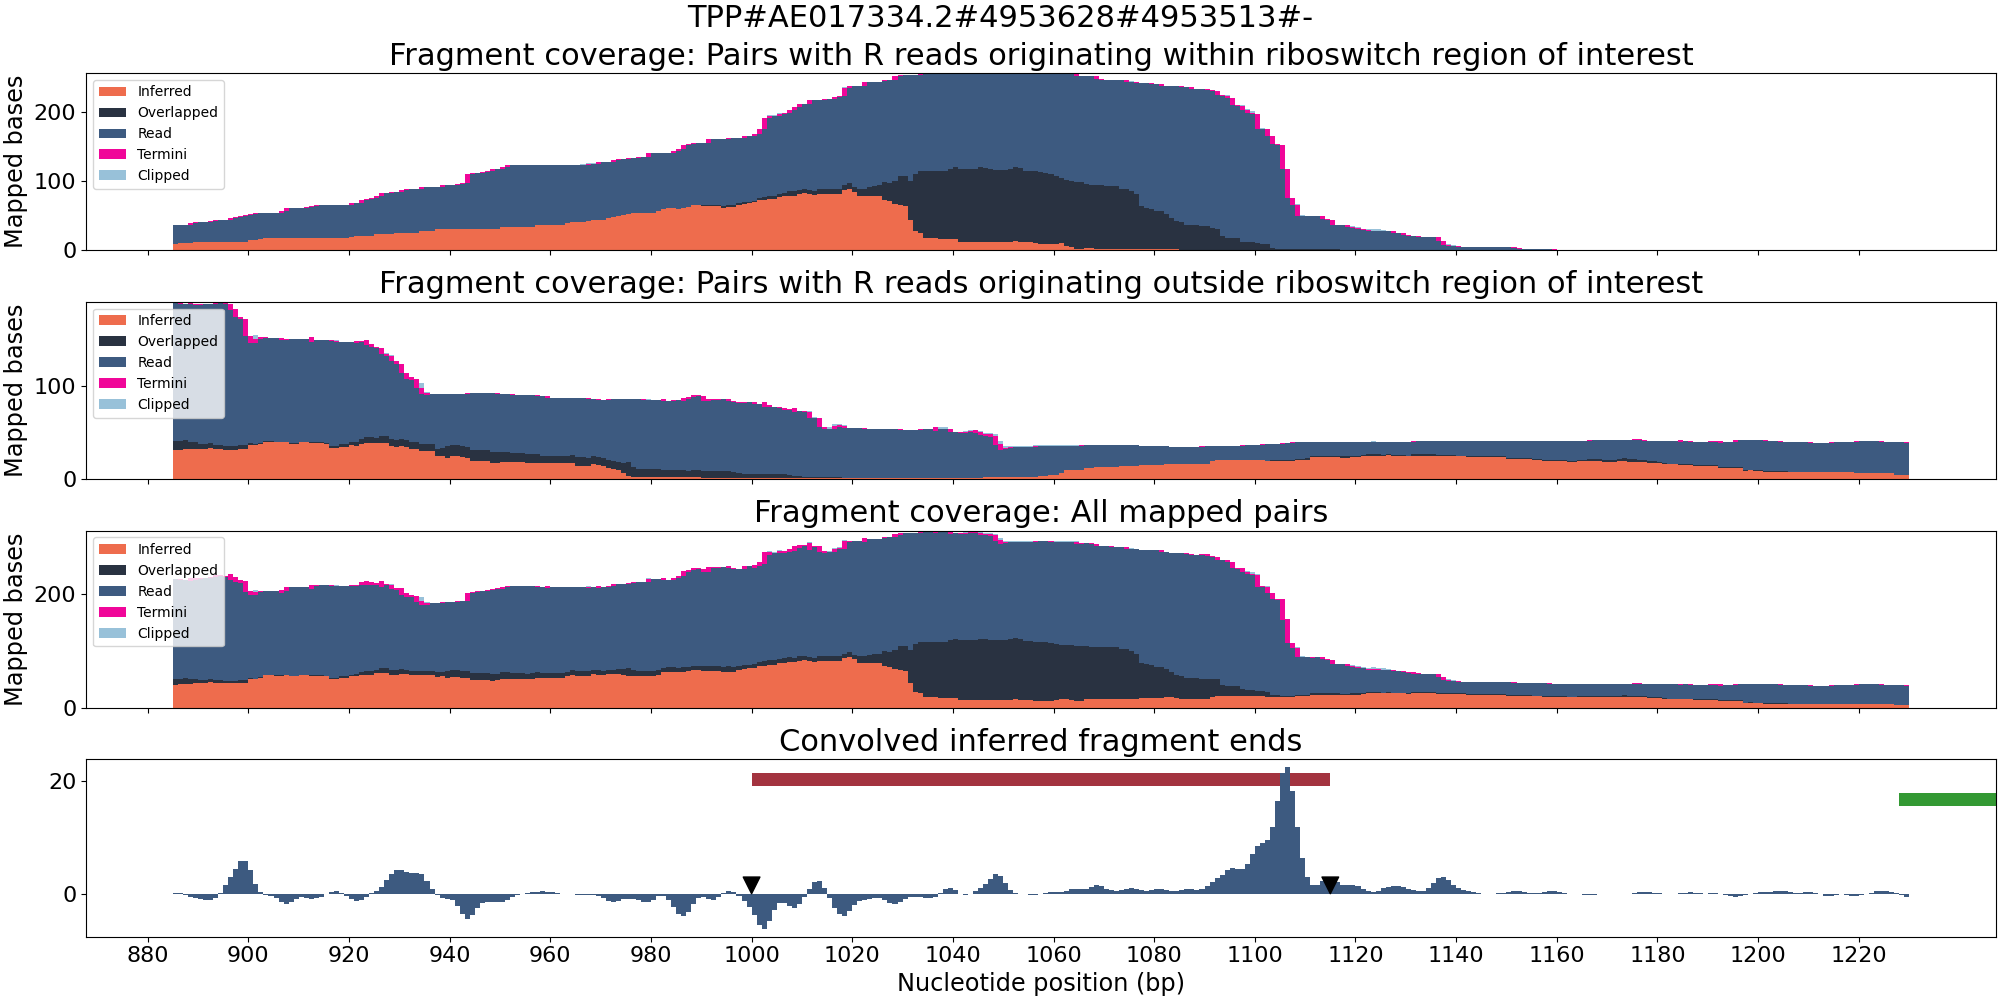 TPP#AE017334.2#4953628#4953513#-
Fragment coverage: Pairs with R reads originating within riboswitch region of interest
Mapped bases
200
100
0
Inferred
Overlapped
Read
Termini
Clipped
Fragment coverage: Pairs with R reads originating outside riboswitch region of interest
Mapped bases
100
0
Inferred
Overlapped
Read
Termini
Clipped
Fragment coverage: All mapped pairs
Mapped bases
200
0
Inferred
Overlapped
Read
Termini
Clipped
Convolved inferred fragment ends
20
0
880 900 920 940 960 980 1000 1020 1040 1060 1080 1100 1120 1140 1160 1180 1200 1220
Nucleotide position (bp)